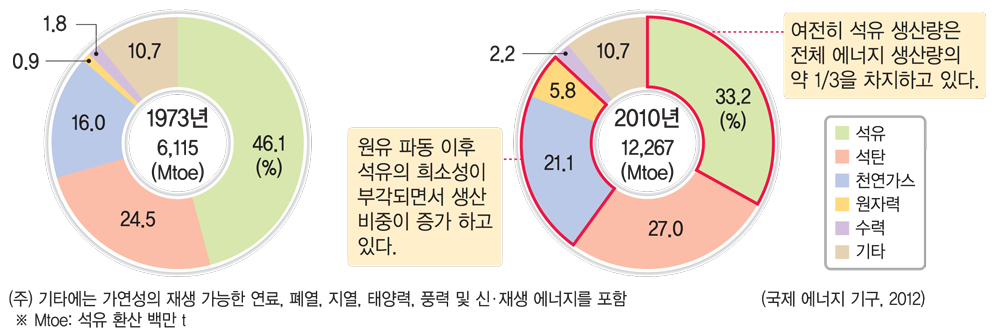 1.8
10.7
0.9
16.0
1973년
6,115
(Mtoe)
46.1
(%)
24.5
원유 파동 이후
석유의 희소성이
부각되면서 생산
비중이 증가 하고
있다.
2.2
10.7
5.8
33.2
(%)
2010년
12,267
(Mtoe)
21.1
27.0
여전히 석유 생산량은
전체 에너지 생산량의
약 1/3을 차지하고 있다.
석유
석탄
천연가스
원자력
수력
기타
(주) 기타에는 가연성의 재생 가능한 연료, 폐열, 지열, 태양력, 풍력 및 신·재생 에너지를 포함
(국제 에너지 기구, 2012)
※ Mtoe: 석유 환산 백만 t